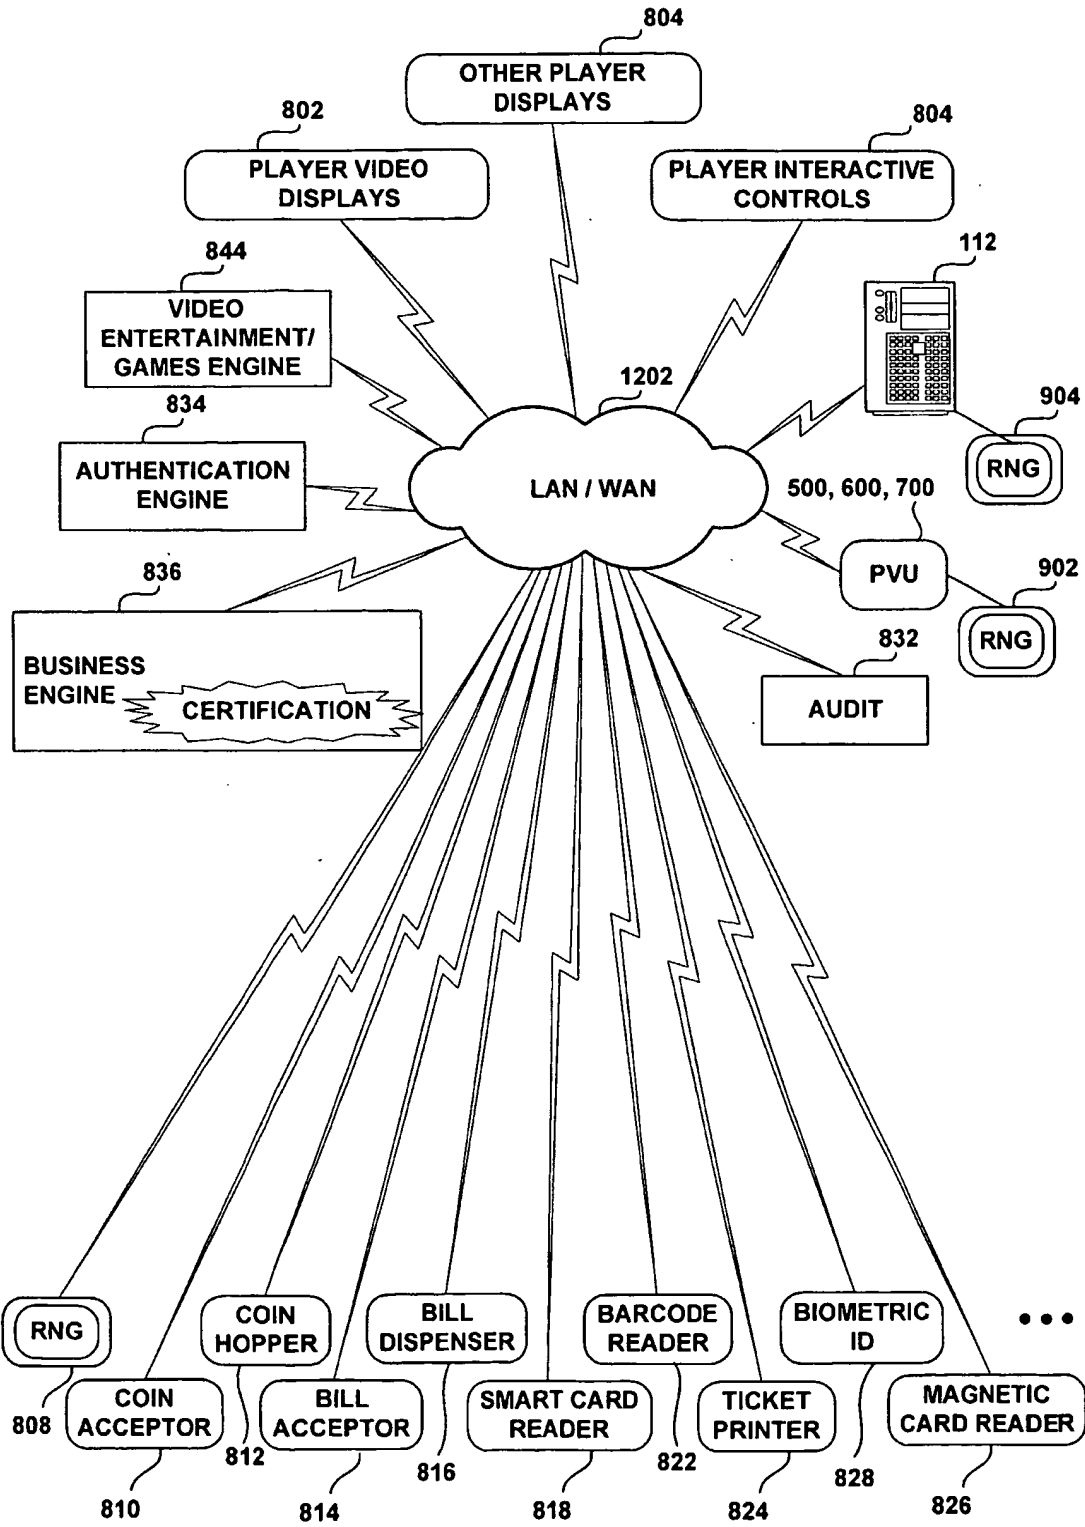 804
OTHER PLAYER
DISPLAYS
802
PLAYER VIDEO
DISPLAYS
804
PLAYER INTERACTIVE
CONTROLS
844
VIDEO
ENTERTAINMENT/
GAMES ENGINE
112
1202
904
RNG
834
AUTHENTICATION
ENGINE
LAN / WAN
500, 600, 700
PVU
902
RNG
836
BUSINESS
ENGINE
CERTIFICATION
832
AUDIT
RNG
808
COIN
ACCEPTOR
810
COIN
HOPPER
812
BILL
ACCEPTOR
814
BILL
DISPENSER
816
SMART CARD
READER
818
BARCODE
READER
822
TICKET
PRINTER
824
BIOMETRIC
ID
828
MAGNETIC
CARD READER
826
• • •